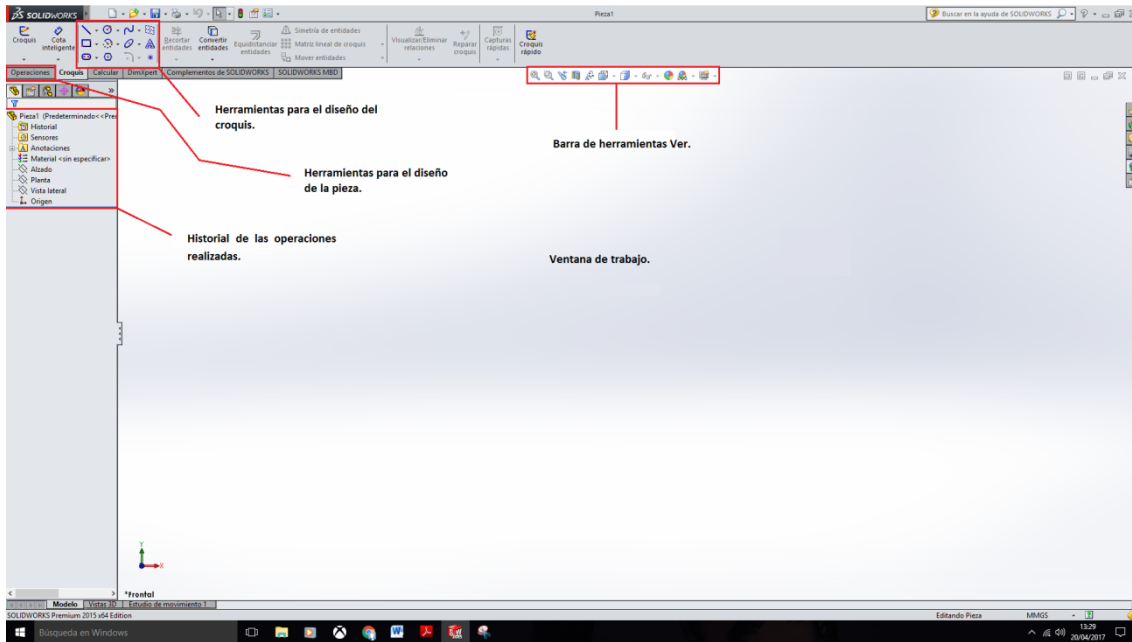 SOLIDWORKS
Pieza1
Buscar en la ayuda de SOLIDWORKS
Croquis
Cota inteligente
Recortar entidades
Convertir entidades
Equidistanciar entidades
Simetría de entidades
Matriz lineal de croquis
Mover entidades
Visualizar/Eliminar relaciones
Reparar croquis
Capturas rápidas
Croquis rápido
Operaciones Croquis Calcular DimXpert Complementos de SOLIDWORKS SOLIDWORKS MBD
Pieza1 (Predeterminado<<Pre
Historial
Sensores
Anotaciones
Material <sin especificar>
Alzado
Planta
Vista lateral
Origen
Herramientas para el diseño del
croquis.
Barra de herramientas Ver.
Herramientas para el diseño
de la pieza.
Historial de las operaciones
realizadas.
Ventana de trabajo.
Y
X
*Frontal
Modelo Vistas 3D Estudio de movimiento 1
SOLIDWORKS Premium 2015 x64 Edition
Editando Pieza
MMGS
Búsqueda en Windows
13:29
20/04/2017